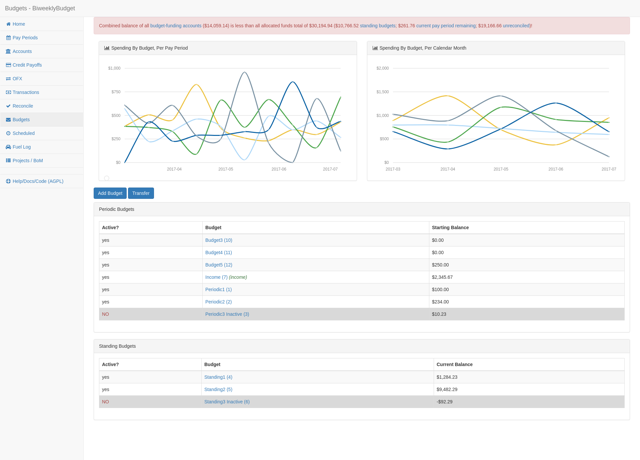 Budgets - BiweeklyBudget
Home
Pay Periods
Accounts
Credit Payoffs
OFX
Transactions
Reconcile
Budgets
Scheduled
Fuel Log
Projects / BoM
Help/Docs/Code (AGPL)
Combined balance of all budget-funding accounts ($14,059.14) is less than all allocated funds total of $30,194.94 ($10,766.52 standing budgets; $261.76 current pay period remaining; $19,166.66 unreconciled)!
Spending By Budget, Per Pay Period
$1,000
$750
$500
$250
$0
2017-04
2017-05
2017-06
2017-07
Spending By Budget, Per Calendar Month
$2,000
$1,500
$1,000
$500
$0
2017-03
2017-04
2017-05
2017-06
2017-07
Add Budget
Transfer
Periodic Budgets
Active? Budget Starting Balance
yes Budget3 (10) $0.00
yes Budget4 (11) $0.00
yes Budget5 (12) $250.00
yes Income (7) (income) $2,345.67
yes Periodic1 (1) $100.00
yes Periodic2 (2) $234.00
NO Periodic3 Inactive (3) $10.23
Standing Budgets
Active? Budget Current Balance
yes Standing1 (4) $1,284.23
yes Standing2 (5) $9,482.29
NO Standing3 Inactive (6) -$92.29